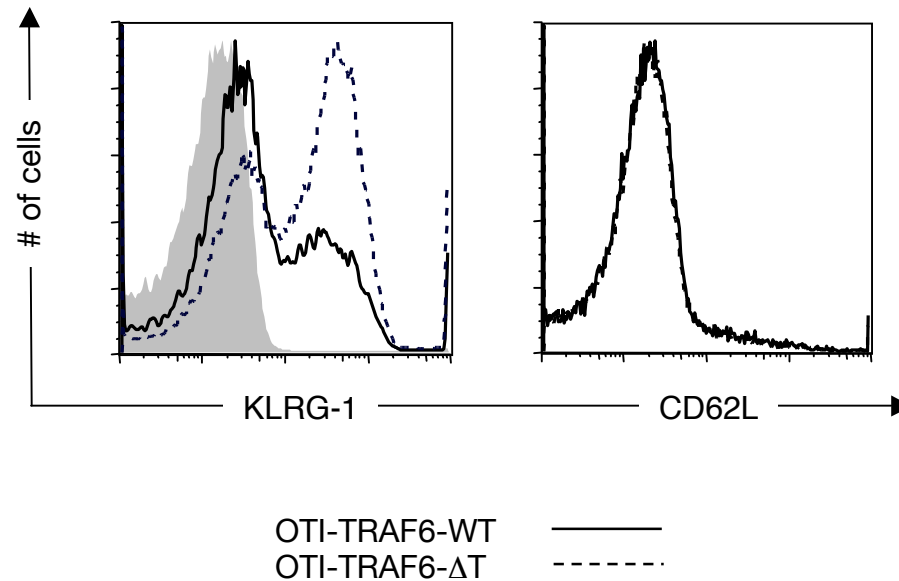 # of cells
KLRG-1
CD62L
OTI-TRAF6-WT
OTI-TRAF6-ΔT